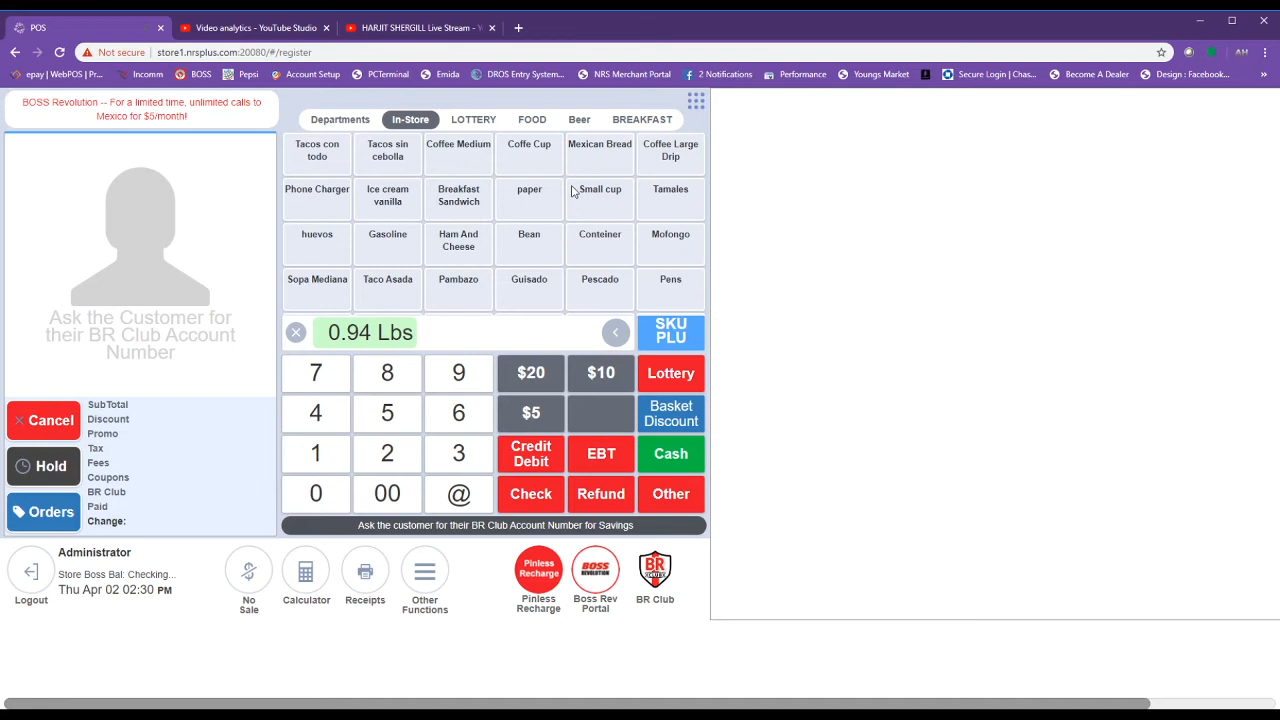 POS
Video analytics - YouTube Studio
HARJIT SHERGILL Live Stream - Y
Not secure
store1.nrsplus.com:20080/#/register
epay | WebPOS | Pr...
Incomm
BOSS
Pepsi
Account Setup
PCTerminal
Emida
DROS Entry System...
NRS Merchant Portal
2 Notifications
Performance
Youngs Market
Secure Login | Chas...
Become A Dealer
Design : Facebook...
BOSS Revolution -- For a limited time, unlimited calls to
Mexico for $5/month!
Departments
In-Store
LOTTERY
FOOD
Beer
BREAKFAST
Tacos con
todo
Tacos sin
cebolla
Coffee Medium
Coffe Cup
Mexican Bread
Coffee Large
Drip
Phone Charger
Ice cream
vanilla
Breakfast
Sandwich
paper
Small cup
Tamales
huevos
Gasoline
Ham And
Cheese
Bean
Conteiner
Mofongo
Sopa Mediana
Taco Asada
Pambazo
Guisado
Pescado
Pens
Ask the Customer for
their BR Club Account
Number
0.94 Lbs
SKU
PLU
7
8
9
$20
$10
Lottery
4
5
6
$5
Basket
Discount
1
2
3
Credit
Debit
EBT
Cash
0
00
@
Check
Refund
Other
Cancel
Hold
Orders
SubTotal
Discount
Promo
Tax
Fees
Coupons
BR Club
Paid
Change:
Ask the customer for their BR Club Account Number for Savings
Logout
Administrator
Store Boss Bal: Checking...
Thu Apr 02 02:30 PM
No
Sale
Calculator
Receipts
Other
Functions
Pinless
Recharge
Pinless
Recharge
BOSS
REVOLUTION
Boss Rev
Portal
BR
BR Club